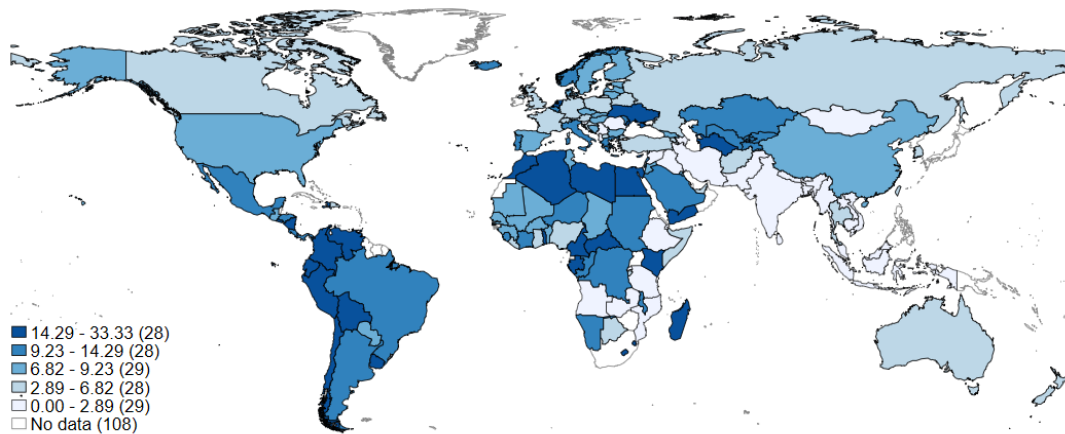 14.29 - 33.33 (28)
9.23 - 14.29 (28)
6.82 - 9.23 (29)
2.89 - 6.82 (28)
0.00 - 2.89 (29)
No data (108)